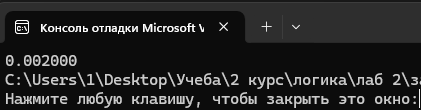 Консоль отладки Microsoft V
0.002000
C:\Users\1\Desktop\Учеба\2 курс\логика\лаб 2\з
Нажмите любую клавишу, чтобы закрыть это окно: